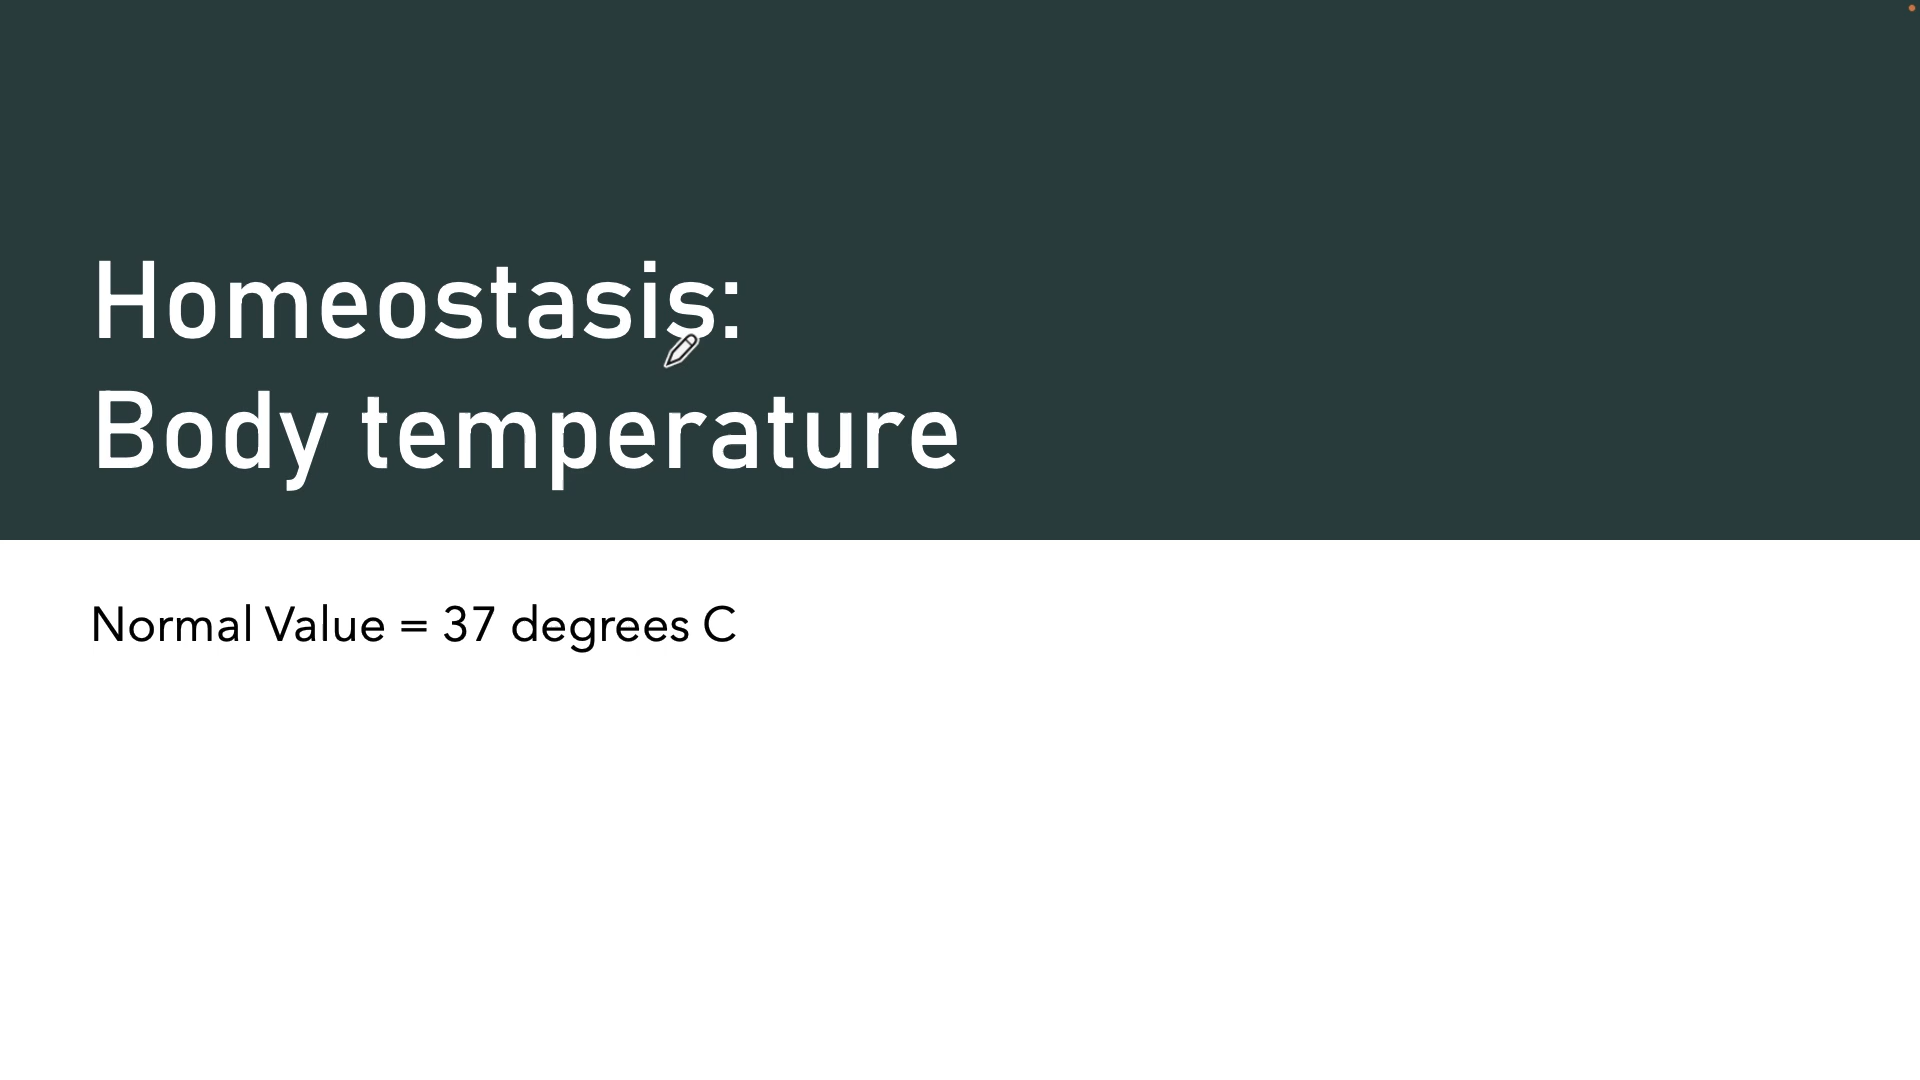 Homeostasis:
Body temperature
Normal Value = 37 degrees C